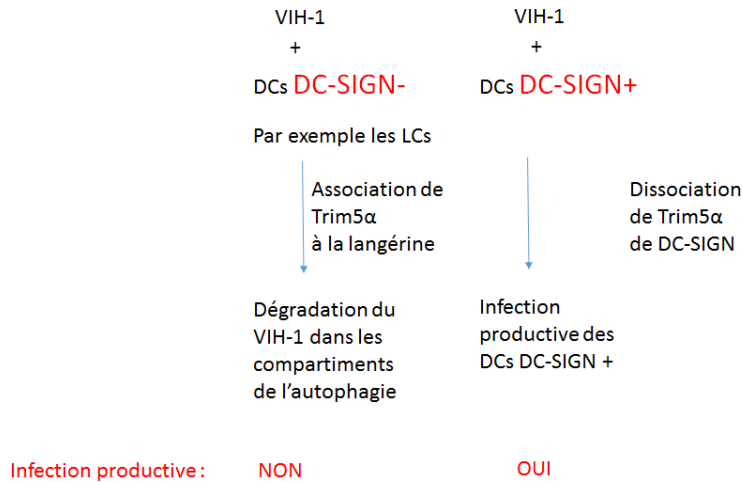 VIH-1
+
DCs DC-SIGN-
Par exemple les LCs
Association de
Trim5α
à la langérine
Dégradation du
VIH-1 dans les
compartiments
de l’autophagie
VIH-1
+
DCs DC-SIGN+
Dissociation
de Trim5α
de DC-SIGN
Infection
productive des
DCs DC-SIGN +
Infection productive : NON OUI